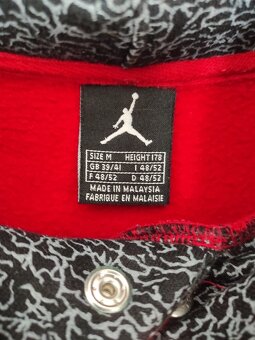 SIZE M HEIGHT 178
GB 39/41 I 48/52
F 48/52 D 48/52
MADE IN MALAYSIA
FABRIQUE EN MALAISIE